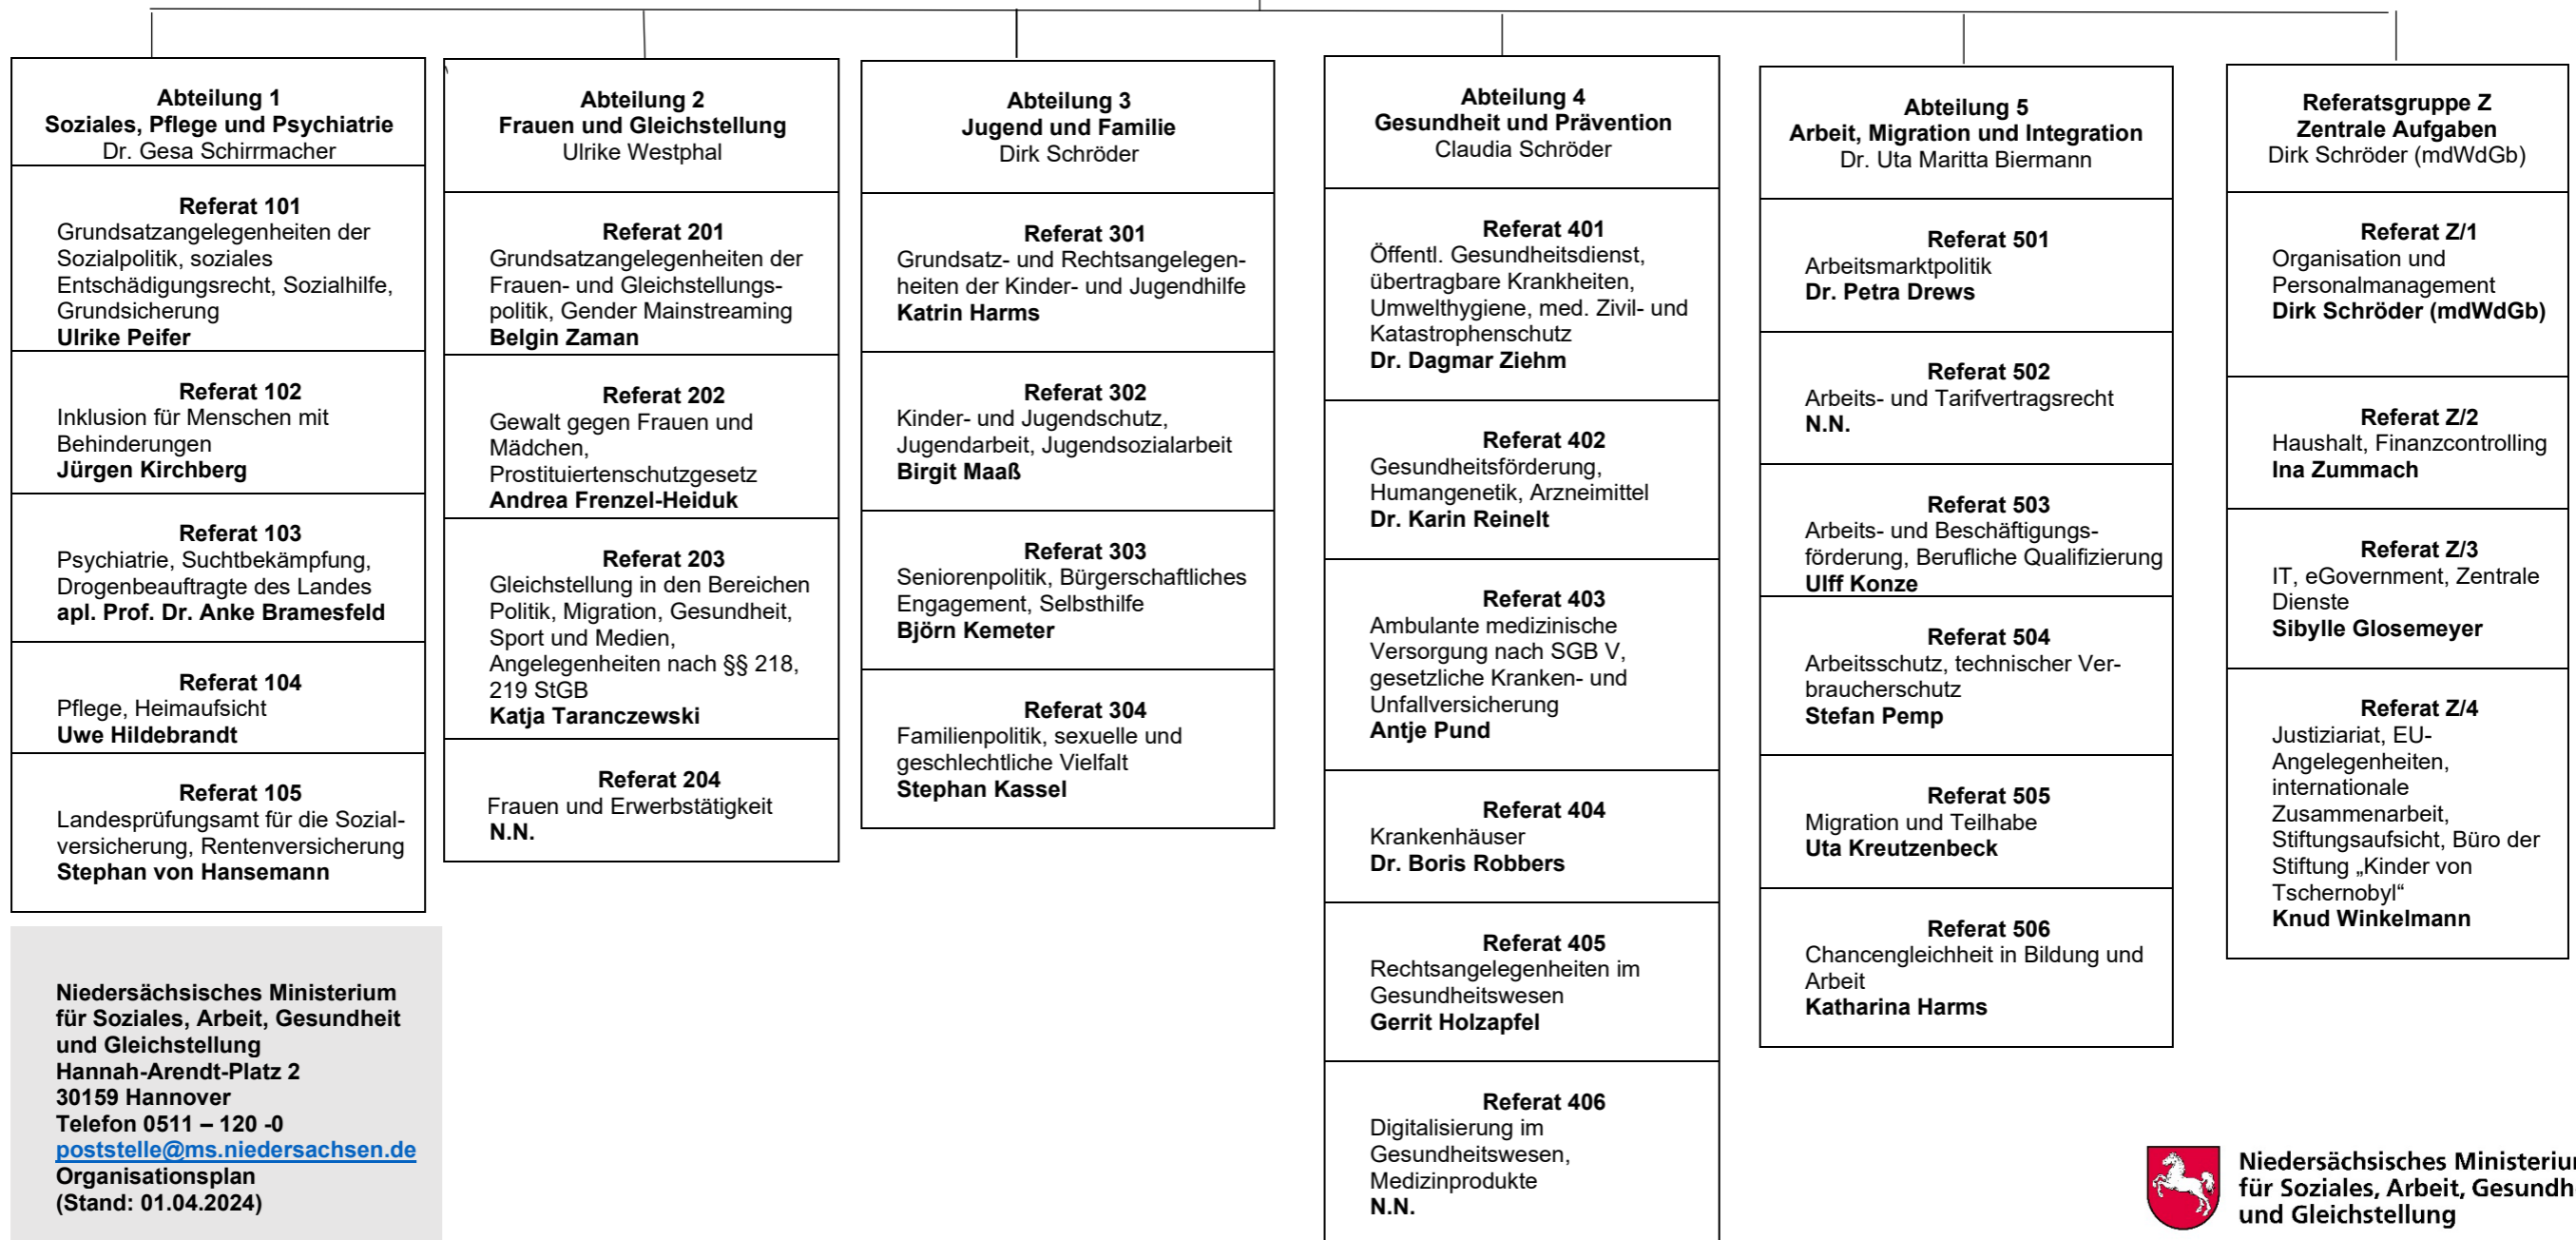 Abteilung 1
Soziales, Pflege und Psychiatrie
Dr. Gesa Schirrmacher
Referat 101
Grundsatzangelegenheiten der
Sozialpolitik, soziales
Entschädigungsrecht, Sozialhilfe,
Grundsicherung
Ulrike Peifer
Referat 102
Inklusion für Menschen mit
Behinderungen
Jürgen Kirchberg
Referat 103
Psychiatrie, Suchtbekämpfung,
Drogenbeauftragte des Landes
apl. Prof. Dr. Anke Bramesfeld
Referat 104
Pflege, Heimaufsicht
Uwe Hildebrandt
Referat 105
Landesprüfungsamt für die Sozial-
versicherung, Rentenversicherung
Stephan von Hansemann
Abteilung 2
Frauen und Gleichstellung
Ulrike Westphal
Referat 201
Grundsatzangelegenheiten der
Frauen- und Gleichstellungs-
politik, Gender Mainstreaming
Belgin Zaman
Referat 202
Gewalt gegen Frauen und
Mädchen,
Prostituiertenschutzgesetz
Andrea Frenzel-Heiduk
Referat 203
Gleichstellung in den Bereichen
Politik, Migration, Gesundheit,
Sport und Medien,
Angelegenheiten nach §§ 218,
219 StGB
Katja Taranczewski
Referat 204
Frauen und Erwerbstätigkeit
N.N.
Abteilung 3
Jugend und Familie
Dirk Schröder
Referat 301
Grundsatz- und Rechtsangelegen-
heiten der Kinder- und Jugendhilfe
Katrin Harms
Referat 302
Kinder- und Jugendschutz,
Jugendarbeit, Jugendsozialarbeit
Birgit Maaß
Referat 303
Seniorenpolitik, Bürgerschaftliches
Engagement, Selbsthilfe
Björn Kemeter
Referat 304
Familienpolitik, sexuelle und
geschlechtliche Vielfalt
Stephan Kassel
Abteilung 4
Gesundheit und Prävention
Claudia Schröder
Referat 401
Öffentl. Gesundheitsdienst,
übertragbare Krankheiten,
Umwelthygiene, med. Zivil- und
Katastrophenschutz
Dr. Dagmar Ziehm
Referat 402
Gesundheitsförderung,
Humangenetik, Arzneimittel
Dr. Karin Reinelt
Referat 403
Ambulante medizinische
Versorgung nach SGB V,
gesetzliche Kranken- und
Unfallversicherung
Antje Pund
Referat 404
Krankenhäuser
Dr. Boris Robbers
Referat 405
Rechtsangelegenheiten im
Gesundheitswesen
Gerrit Holzapfel
Referat 406
Digitalisierung im
Gesundheitswesen,
Medizinprodukte
N.N.
Abteilung 5
Arbeit, Migration und Integration
Dr. Uta Maritta Biermann
Referat 501
Arbeitsmarktpolitik
Dr. Petra Drews
Referat 502
Arbeits- und Tarifvertragsrecht
N.N.
Referat 503
Arbeits- und Beschäftigungs-
förderung, Berufliche Qualifizierung
Ulff Konze
Referat 504
Arbeitsschutz, technischer Ver-
braucherschutz
Stefan Pemp
Referat 505
Migration und Teilhabe
Uta Kreutzenbeck
Referat 506
Chancengleichheit in Bildung und
Arbeit
Katharina Harms
Referatsgruppe Z
Zentrale Aufgaben
Dirk Schröder (mdWdGb)
Referat Z/1
Organisation und
Personalmanagement
Dirk Schröder (mdWdGb)
Referat Z/2
Haushalt, Finanzcontrolling
Ina Zummach
Referat Z/3
IT, eGovernment, Zentrale
Dienste
Sibylle Glosemeyer
Referat Z/4
Justiziariat, EU-
Angelegenheiten,
internationale
Zusammenarbeit,
Stiftungsaufsicht, Büro der
Stiftung „Kinder von
Tschernobyl“
Knud Winkelmann
Niedersächsisches Ministerium
für Soziales, Arbeit, Gesundheit
und Gleichstellung
Hannah-Arendt-Platz 2
30159 Hannover
Telefon 0511 – 120 -0
poststelle@ms.niedersachsen.de
Organisationsplan
(Stand: 01.04.2024)
Niedersächsisches Ministeriu
für Soziales, Arbeit, Gesundh
und Gleichstellung